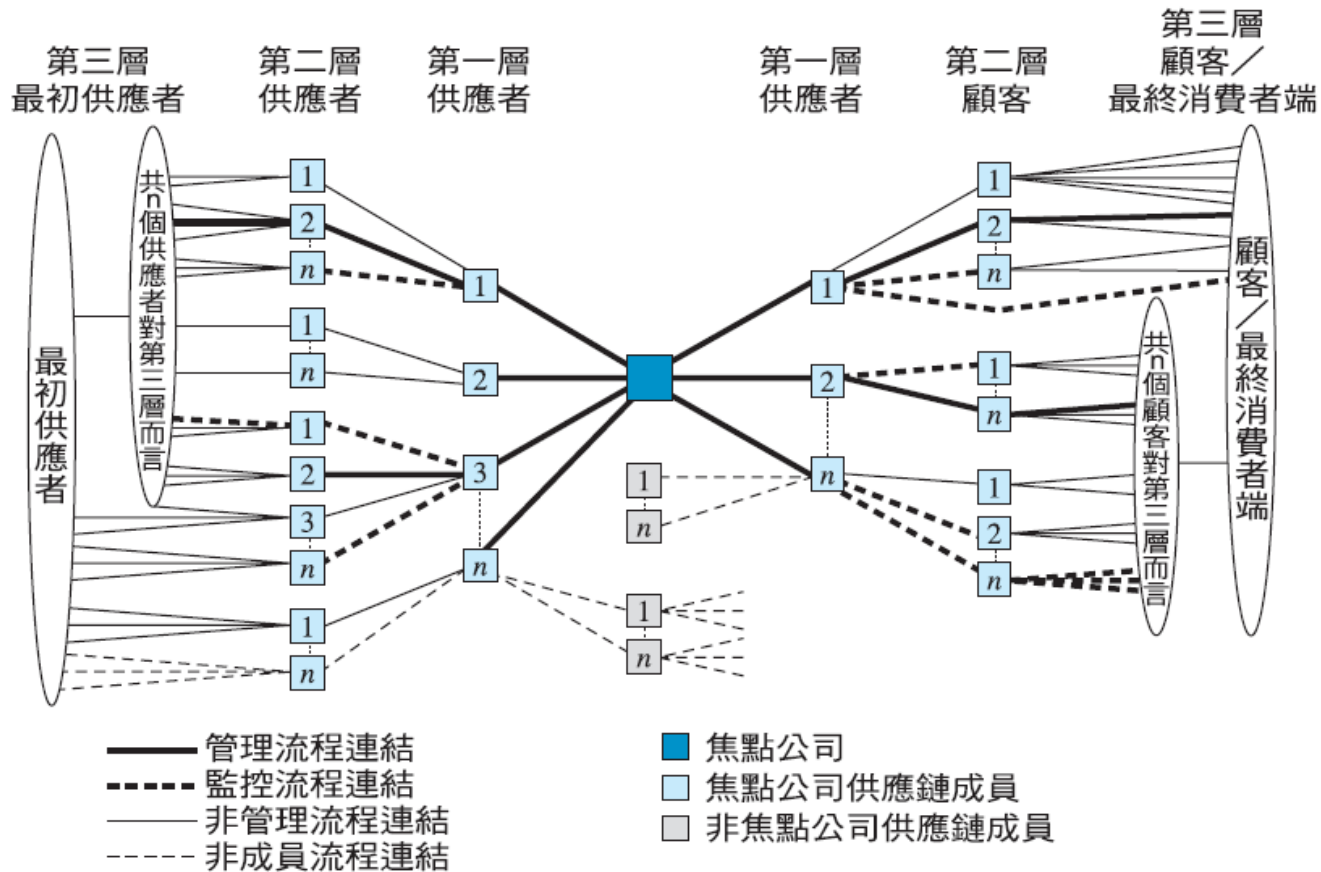 第三層
最初供應者
第二層
供應者
第一層
供應者
第一層
供應者
第二層
顧客
第三層
顧客／
最終消費者端
最初供應者
共n個供應者對第三層而言
1
2
n
1
n
1
2
3
n
1
n
1
2
3
n
1
n
1
n
1
2
n
1
2
n
1
n
1
2
n
共n個顧客對第三層而言
顧客／最終消費者端
管理流程連結
監控流程連結
非管理流程連結
非成員流程連結
焦點公司
焦點公司供應鏈成員
非焦點公司供應鏈成員